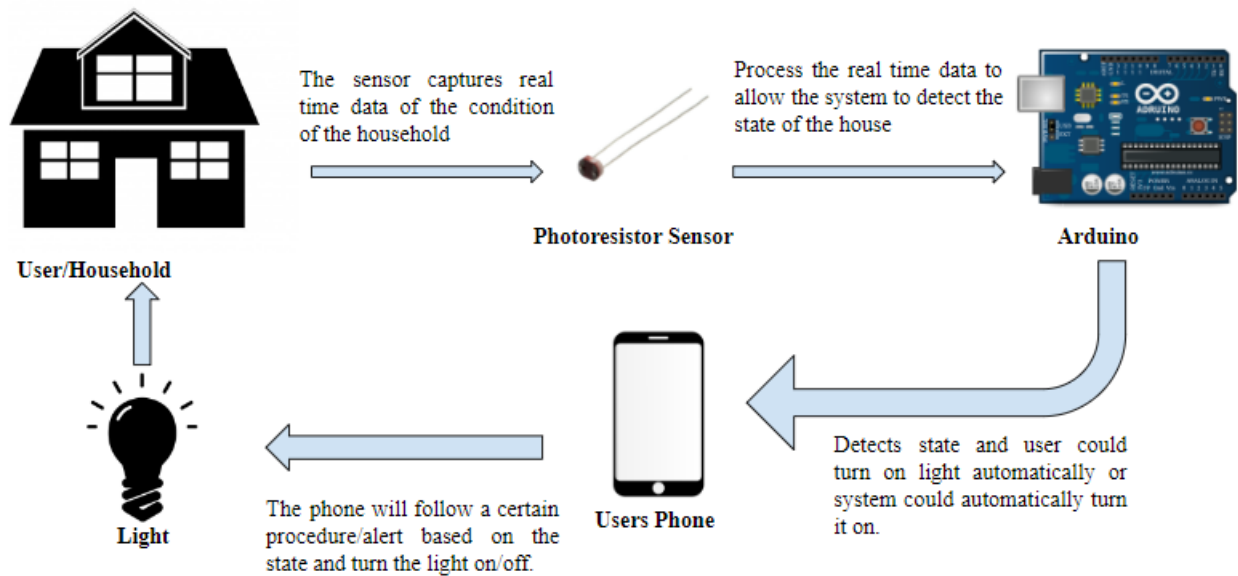 The sensor captures real
time data of the condition
of the household
Process the real time data to
allow the system to detect the
state of the house
ARDUINO
Photoresistor Sensor
Arduino
User/Household
Detects state and user could
turn on light automatically or
system could automatically turn
it on.
Users Phone
The phone will follow a certain
procedure/alert based on the
state and turn the light on/off.
Light